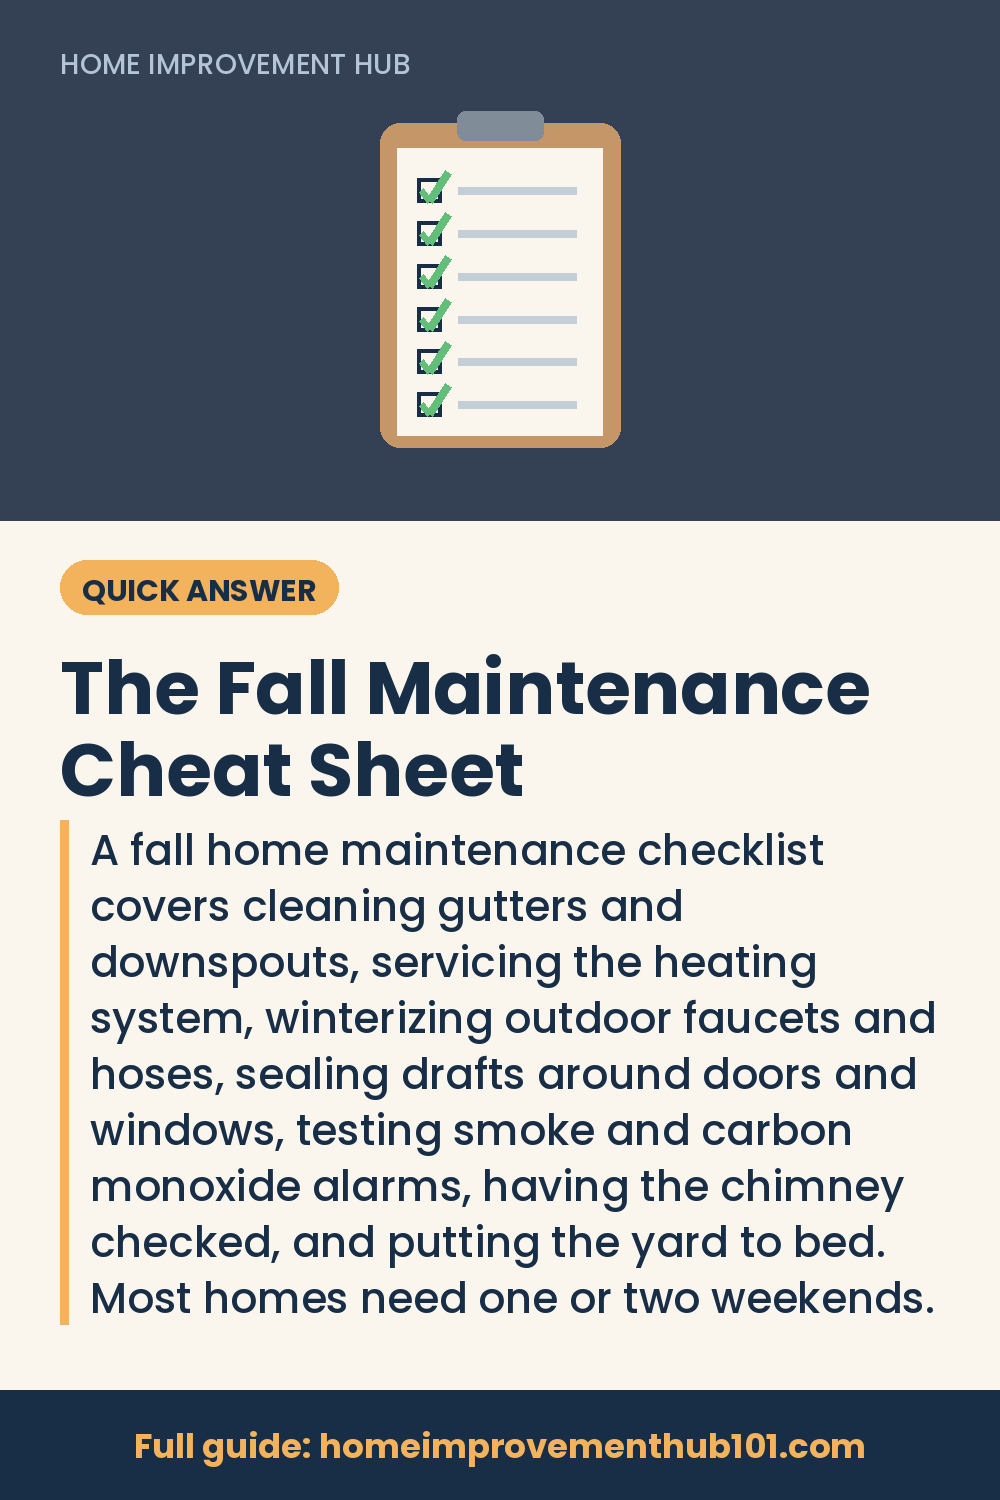 HOME IMPROVEMENT HUB
QUICK ANSWER
The Fall Maintenance
Cheat Sheet
A fall home maintenance checklist
covers cleaning gutters and
downspouts, servicing the heating
system, winterizing outdoor faucets and
hoses, sealing drafts around doors and
windows, testing smoke and carbon
monoxide alarms, having the chimney
checked, and putting the yard to bed.
Most homes need one or two weekends.
Full guide: homeimprovementhub101.com